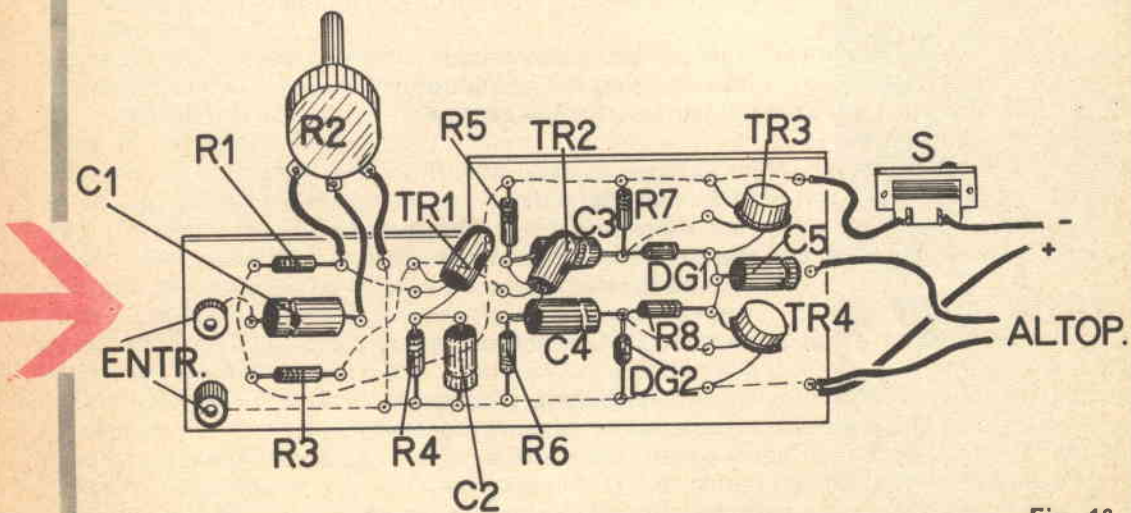 R2
R5
TR2
TR3
S
R1
C1
TR1
C3
R7
C5
-
+
DG1
ENTR.
C4
R8
TR4
ALTOP.
DG2
R3
R4
R6
C2